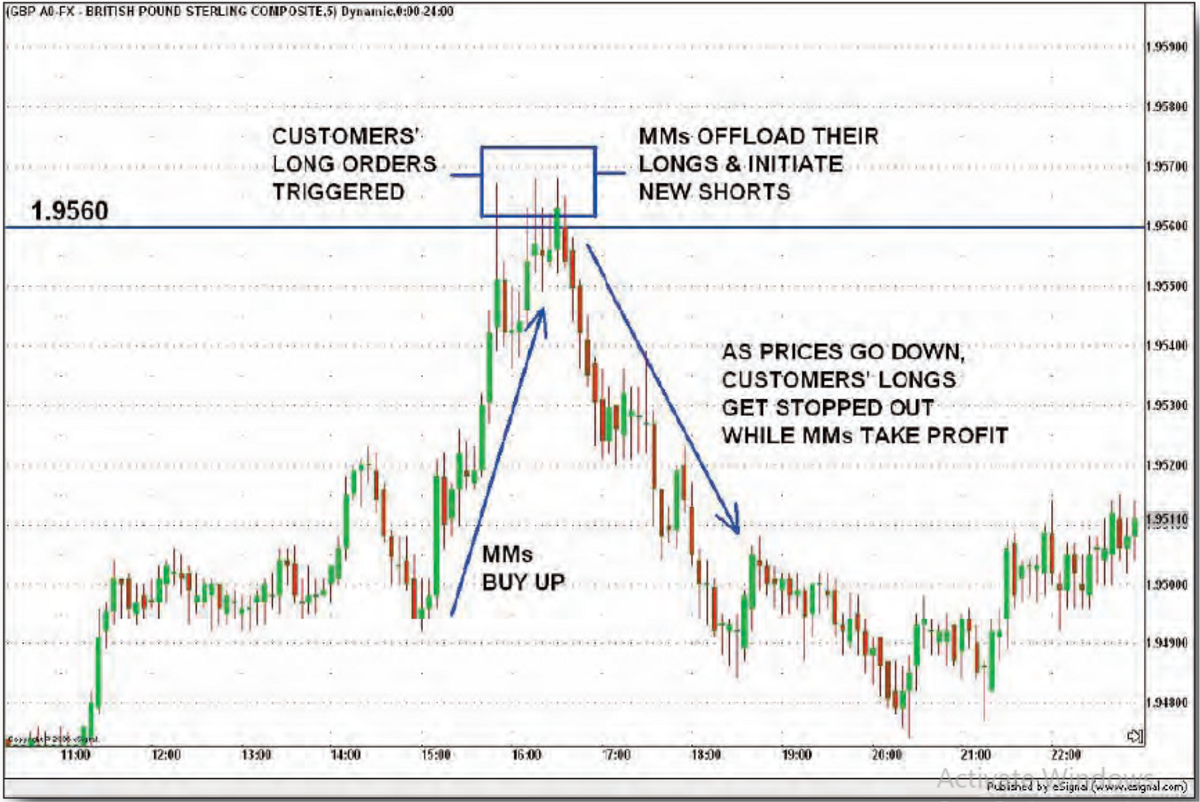 (GBP A0-FX - BRITISH POUND STERLING COMPOSITE,5) Dynamic,0:00-24:00
1.95900
1.95800
CUSTOMERS'
LONG ORDERS
TRIGGERED
MMs OFFLOAD THEIR
LONGS & INITIATE
NEW SHORTS
1.95700
1.9560
1.95600
1.95500
AS PRICES GO DOWN,
CUSTOMERS' LONGS
GET STOPPED OUT
WHILE MMs TAKE PROFIT
1.95400
1.95300
1.95200
1.95110
MMs
BUY UP
1.95000
1.94900
1.94800
11:00 12:00 13:00 14:00 15:00 16:00 17:00 18:00 19:00 20:00 21:00 22:00
Activate Windows
Published by eSignal (www.esignal.com)